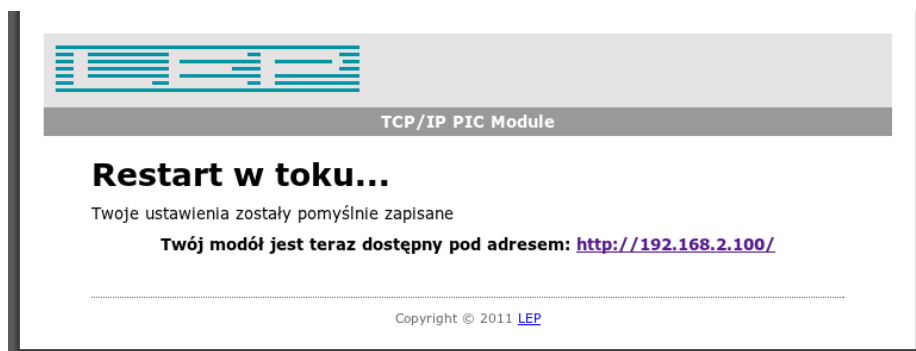 LEP
TCP/IP PIC Module
Restart w toku...
Twoje ustawienia zostały pomyślnie zapisane
Twój modół jest teraz dostępny pod adresem: http://192.168.2.100/
Copyright © 2011 LEP